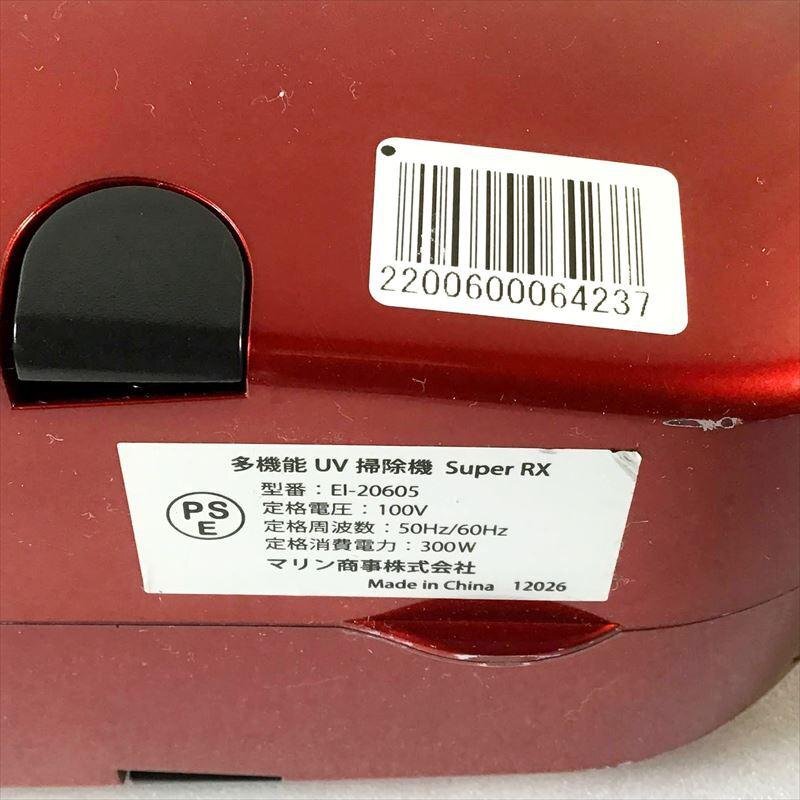 2200600064237
多機能 UV 掃除機 Super RX
PS
E
型番：EI-20605
定格電圧：100V
定格周波数：50Hz/60Hz
定格消費電力：300W
マリン商事株式会社
Made in China 12026